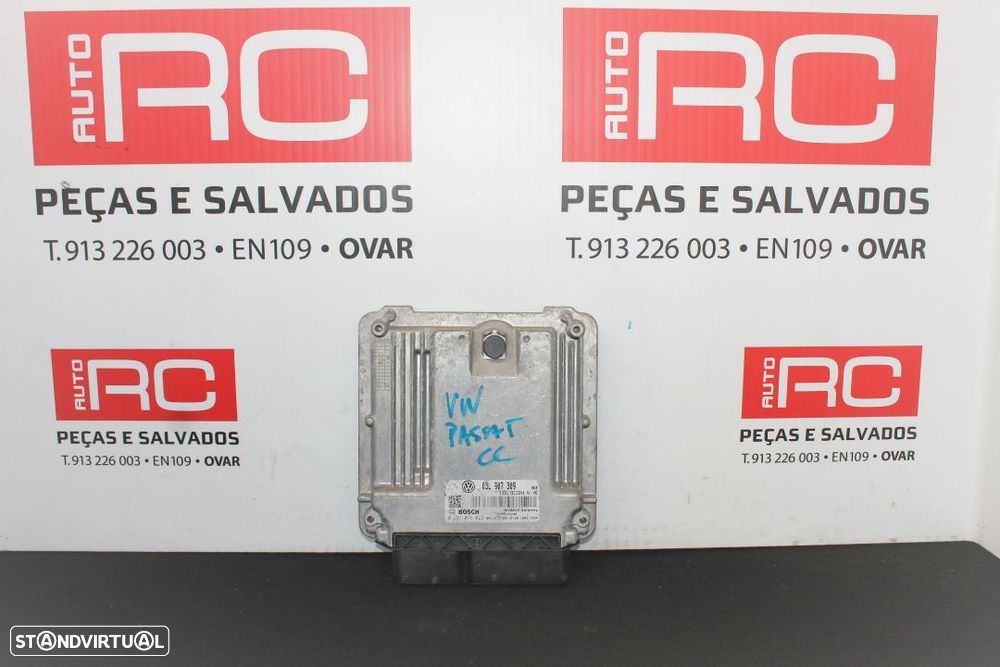 AUTO RC
PEÇAS E SALVADOS
T. 913 226 003 • EN109 • OVAR
AUTO RC
PEÇAS E SALVADOS
T. 913 226 003 • EN109 • OVAR
AUTO RC
PEÇAS E SALVADOS
T. 913 226 003 • EN109 • OVAR
AUTO RC
PEÇAS E SALVADOS
T. 913 226 003 • EN109 • OVAR
VW
PASSAT
CC
03L 907 309
BOSCH
STANDVIRTUAL